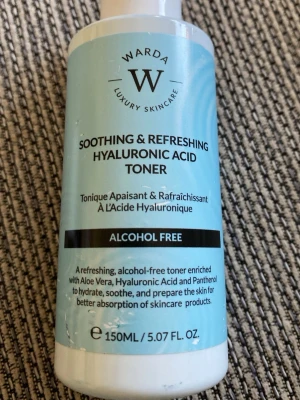 WARDA
W
LUXURY SKINCARE
SOOTHING & REFRESHING
HYALURONIC ACID
TONER
Tonique Apaisant & Rafraîchissant
À L'Acide Hyaluronique
ALCOHOL FREE
A refreshing, alcohol-free toner enriched
with Aloe Vera, Hyaluronic Acid and Panthenol
to hydrate, soothe, and prepare the skin for
better absorption of skincare products.
e 150ML / 5.07 FL. OZ.